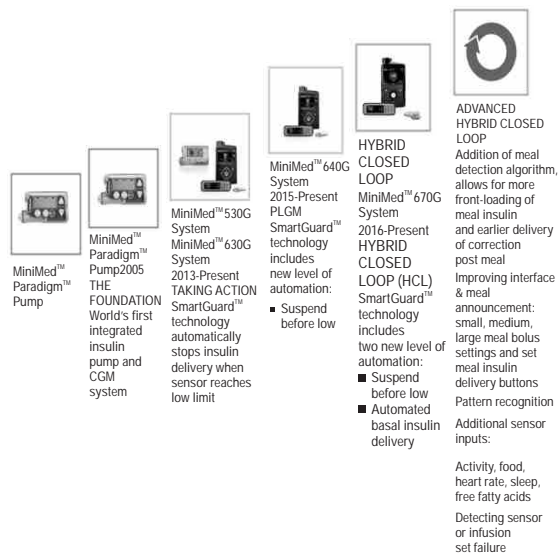 MiniMed™
Paradigm™
Pump
MiniMed™
Paradigm™
Pump2005
THE
FOUNDATION
World's first
integrated
insulin
pump and
CGM
system
MiniMed™530G
System
MiniMed™630G
System
2013-Present
TAKING ACTION
SmartGuard™
technology
automatically
stops insulin
delivery when
sensor reaches
low limit
MiniMed™640G
System
2015-Present
PLGM
SmartGuard™
technology
includes
new level of
automation:
■ Suspend
before low
HYBRID
CLOSED
LOOP
MiniMed™670G
System
2016-Present
HYBRID
CLOSED
LOOP (HCL)
SmartGuard™
technology
includes
two new level of
automation:
■ Suspend
before low
■ Automated
basal insulin
delivery
ADVANCED
HYBRID CLOSED
LOOP
Addition of meal
detection algorithm,
allows for more
front-loading of
meal insulin
and earlier delivery
of correction
post meal
Improving interface
& meal
announcement:
small, medium,
large meal bolus
settings and set
meal insulin
delivery buttons
Pattern recognition
Additional sensor
inputs:
Activity, food,
heart rate, sleep,
free fatty acids
Detecting sensor
or infusion
set failure